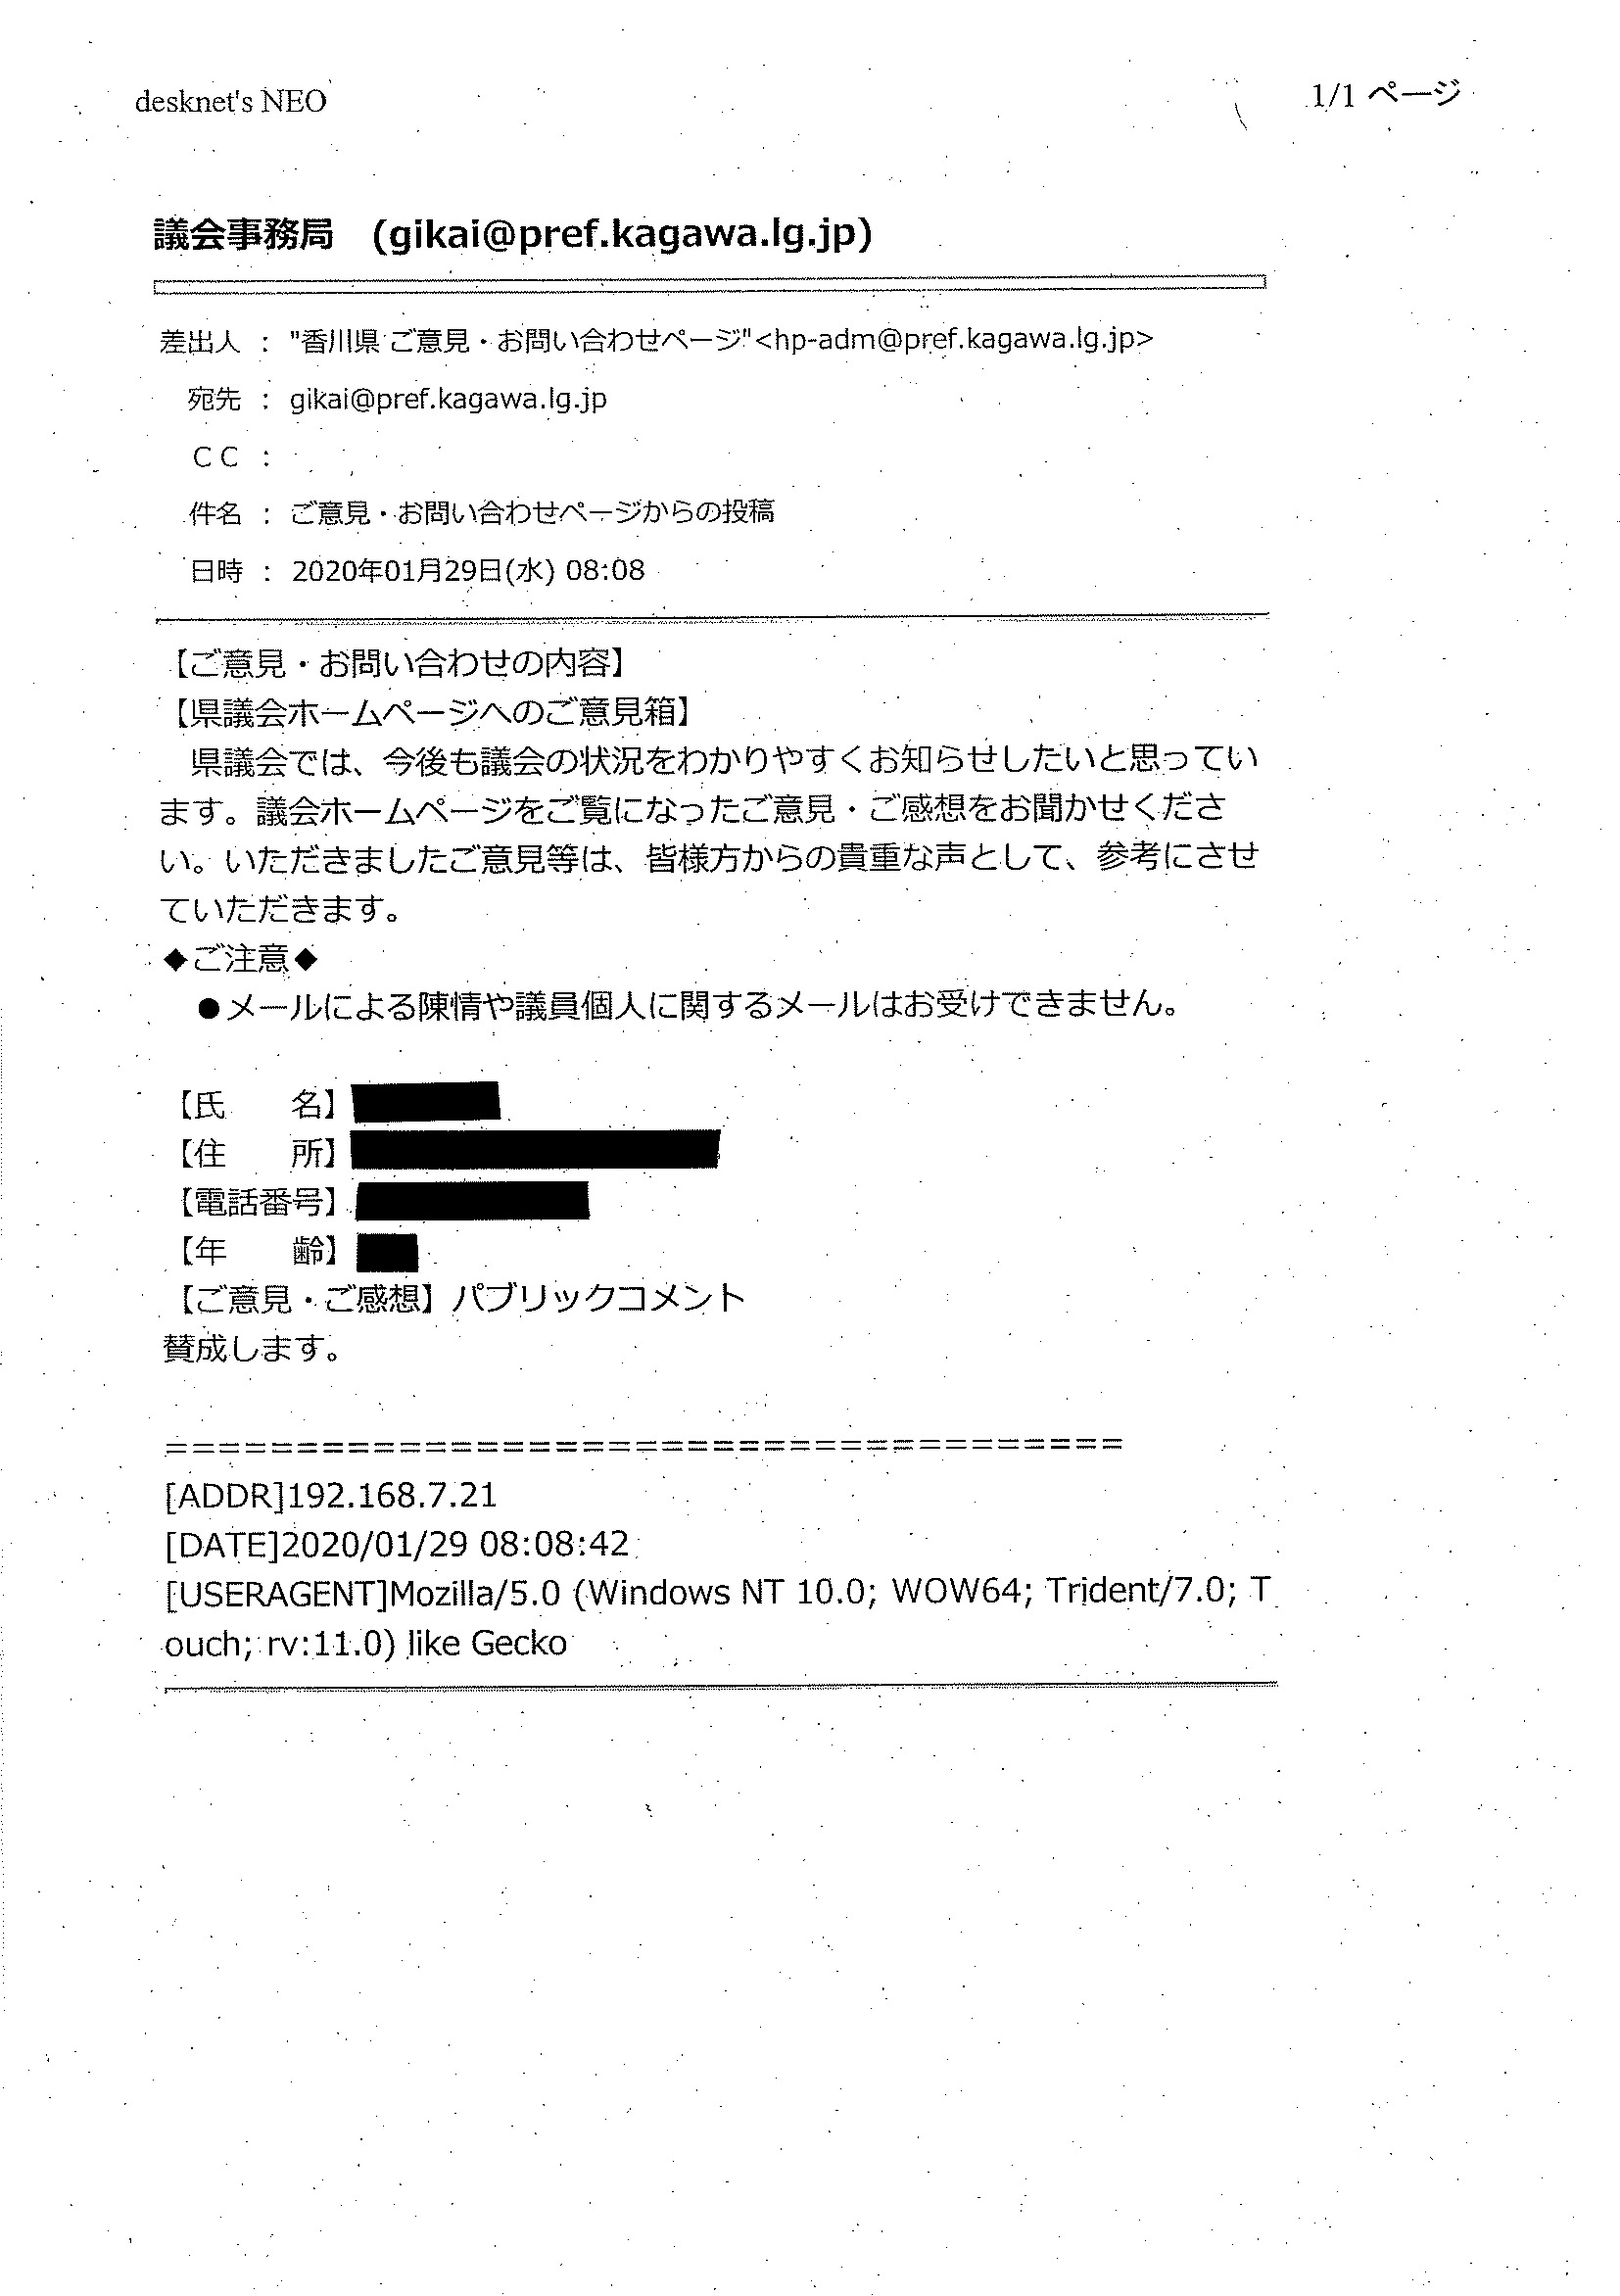 desknet's NEO
1/1 ページ
議会事務局　(gikai@pref.kagawa.lg.jp)
差出人 : "香川県 ご意見・お問い合わせページ"<hp-adm@pref.kagawa.lg.jp>
宛先 : gikai@pref.kagawa.lg.jp
ＣＣ :
件名 : ご意見・お問い合わせページからの投稿
日時 : 2020年01月29日(水) 08:08
【ご意見・お問い合わせの内容】
【県議会ホームページへのご意見箱】
　県議会では、今後も議会の状況をわかりやすくお知らせしたいと思ってい
ます。議会ホームページをご覧になったご意見・ご感想をお聞かせくださ
い。いただきましたご意見等は、皆様方からの貴重な声として、参考にさせ
ていただきます。
◆ご注意◆
　●メールによる陳情や議員個人に関するメールはお受けできません。
【氏　　名】
【住　　所】
【電話番号】
【年　　齢】
【ご意見・ご感想】パブリックコメント
賛成します。
=====================================
[ADDR]192.168.7.21
[DATE]2020/01/29 08:08:42
[USERAGENT]Mozilla/5.0 (Windows NT 10.0; WOW64; Trident/7.0; T
ouch; rv:11.0) like Gecko